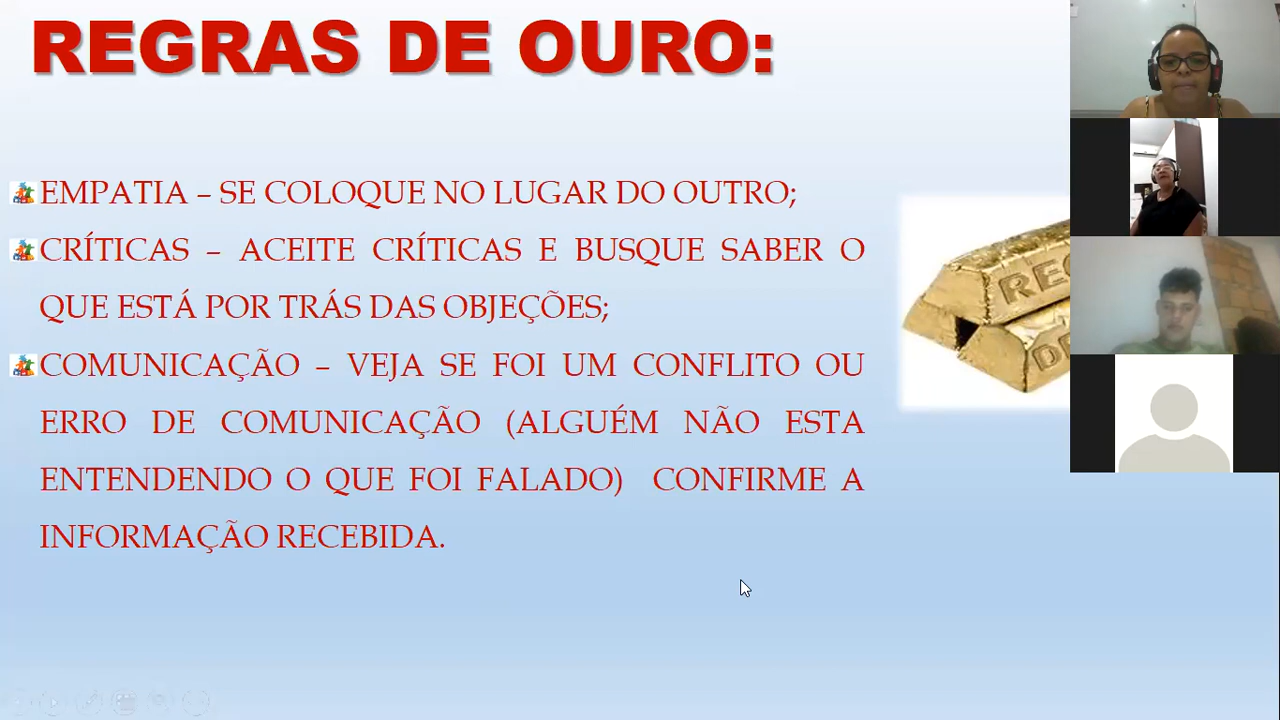 REGRAS DE OURO:
EMPATIA – SE COLOQUE NO LUGAR DO OUTRO;
CRÍTICAS – ACEITE CRÍTICAS E BUSQUE SABER O
QUE ESTÁ POR TRÁS DAS OBJEÇÕES;
COMUNICAÇÃO – VEJA SE FOI UM CONFLITO OU
ERRO DE COMUNICAÇÃO (ALGUÉM NÃO ESTA
ENTENDENDO O QUE FOI FALADO) CONFIRME A
INFORMAÇÃO RECEBIDA.